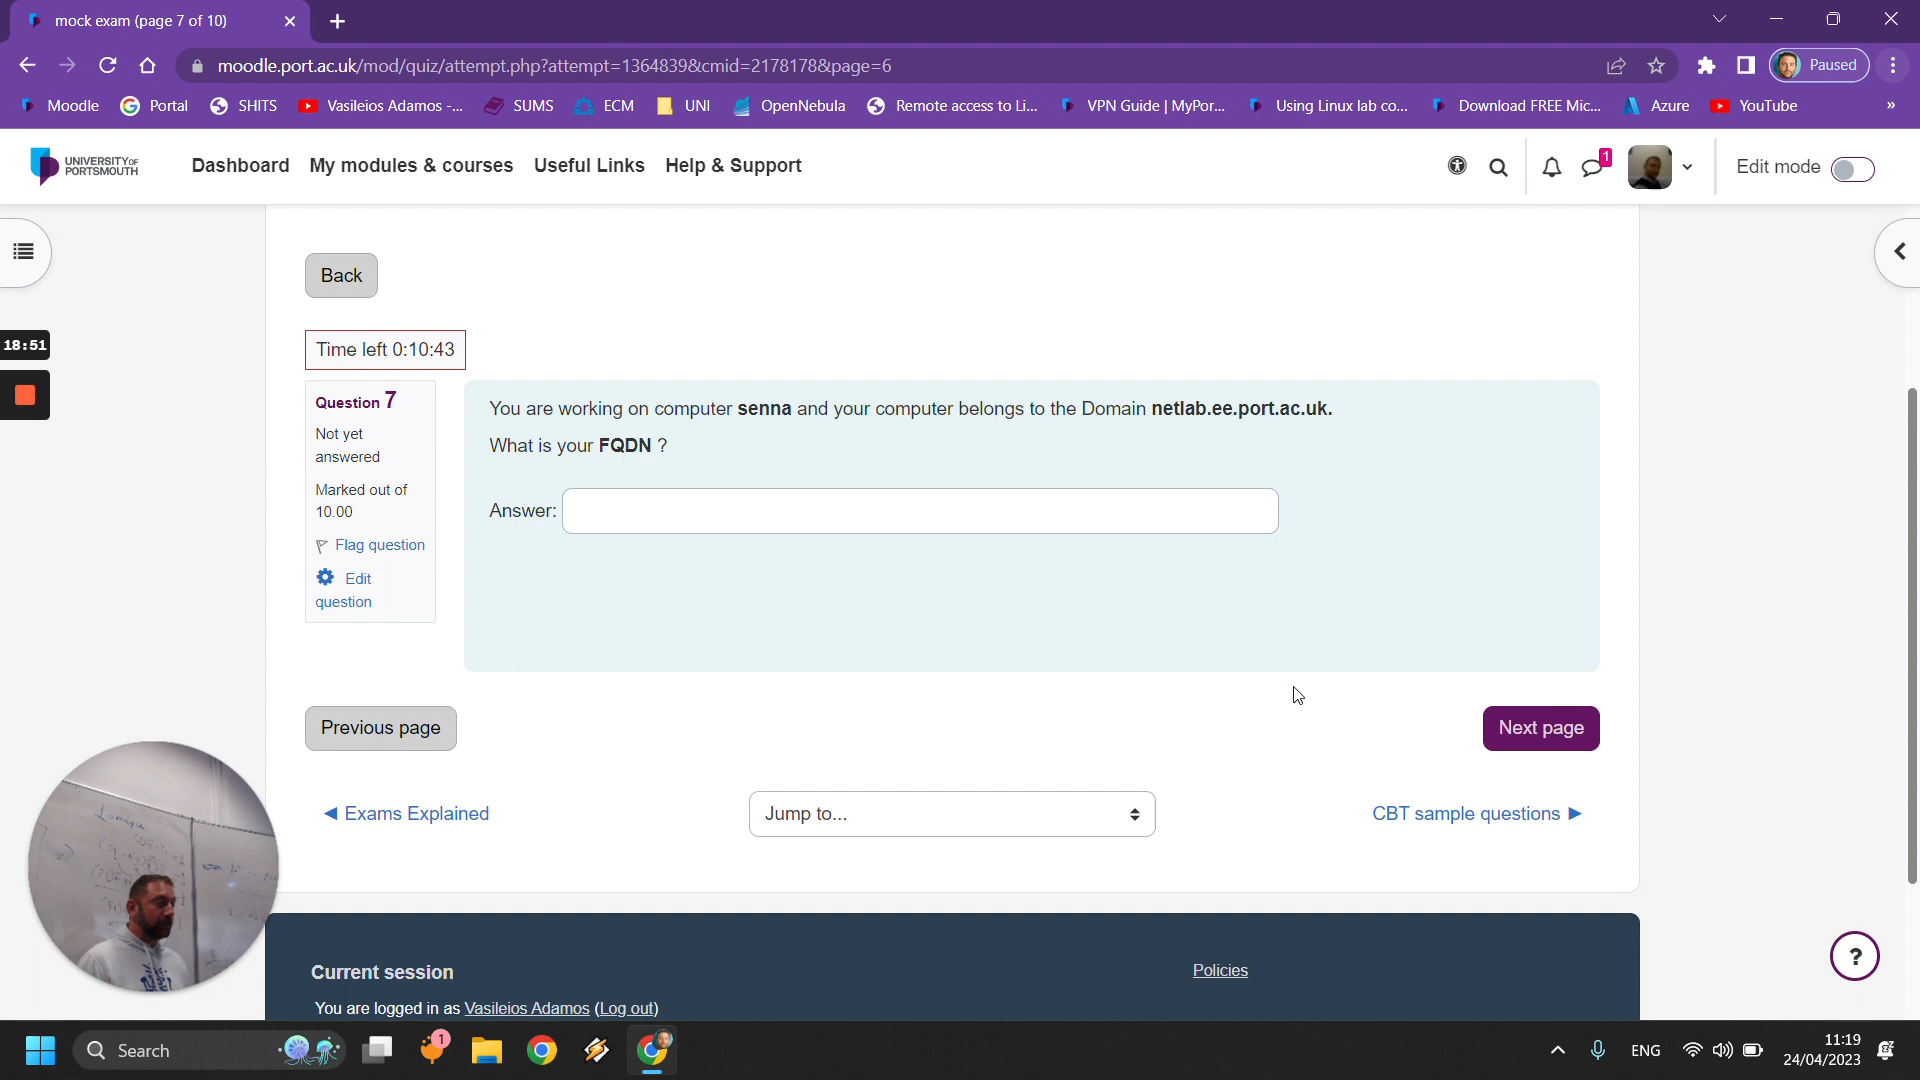 mock exam (page 7 of 10)
moodle.port.ac.uk/mod/quiz/attempt.php?attempt=1364839&cmid=2178178&page=6
Paused
Moodle
Portal
SHITS
Vasileios Adamos -...
SUMS
ECM
UNI
OpenNebula
Remote access to Li...
VPN Guide | MyPor...
Using Linux lab co...
Download FREE Mic...
Azure
YouTube
»
UNIVERSITY OF
PORTSMOUTH
Dashboard
My modules & courses
Useful Links
Help & Support
1
Edit mode
Back
18:51
Time left 0:10:43
Question 7
Not yet
answered
Marked out of
10.00
Flag question
Edit
question
You are working on computer senna and your computer belongs to the Domain netlab.ee.port.ac.uk.
What is your FQDN ?
Answer:
Previous page
Next page
◄ Exams Explained
Jump to...
CBT sample questions ►
Current session
Policies
You are logged in as Vasileios Adamos (Log out)
?
Search
1
ENG
11:19
24/04/2023